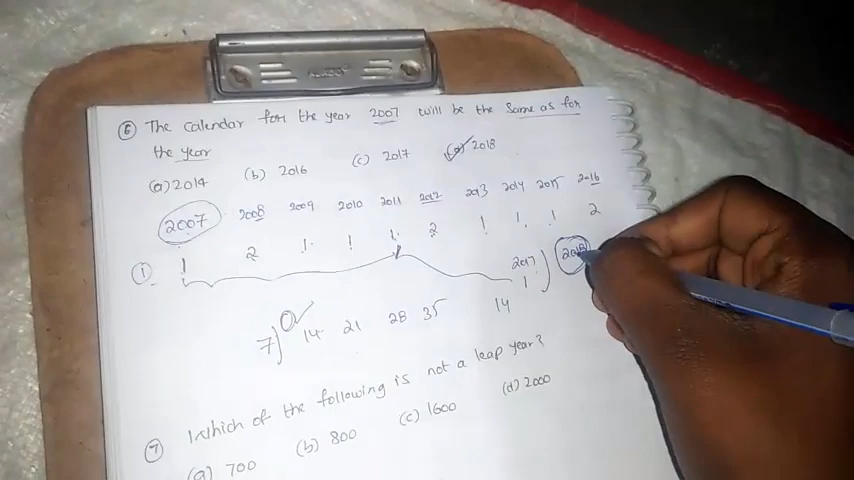 ⑥ The calendar for the year 2007 will be the same as for
the year
(a) 2014 (b) 2016 (c) 2017 (d) 2018
2007 2008 2009 2010 2011 2012 2013 2014 2015 2016
① 1 2 1 1 1 2 1 1 1 2
2017 2018
1
7) 0 14 21 28 35 14
⑦ Which of the following is not a leap year?
(a) 700 (b) 800 (c) 1600 (d) 2000